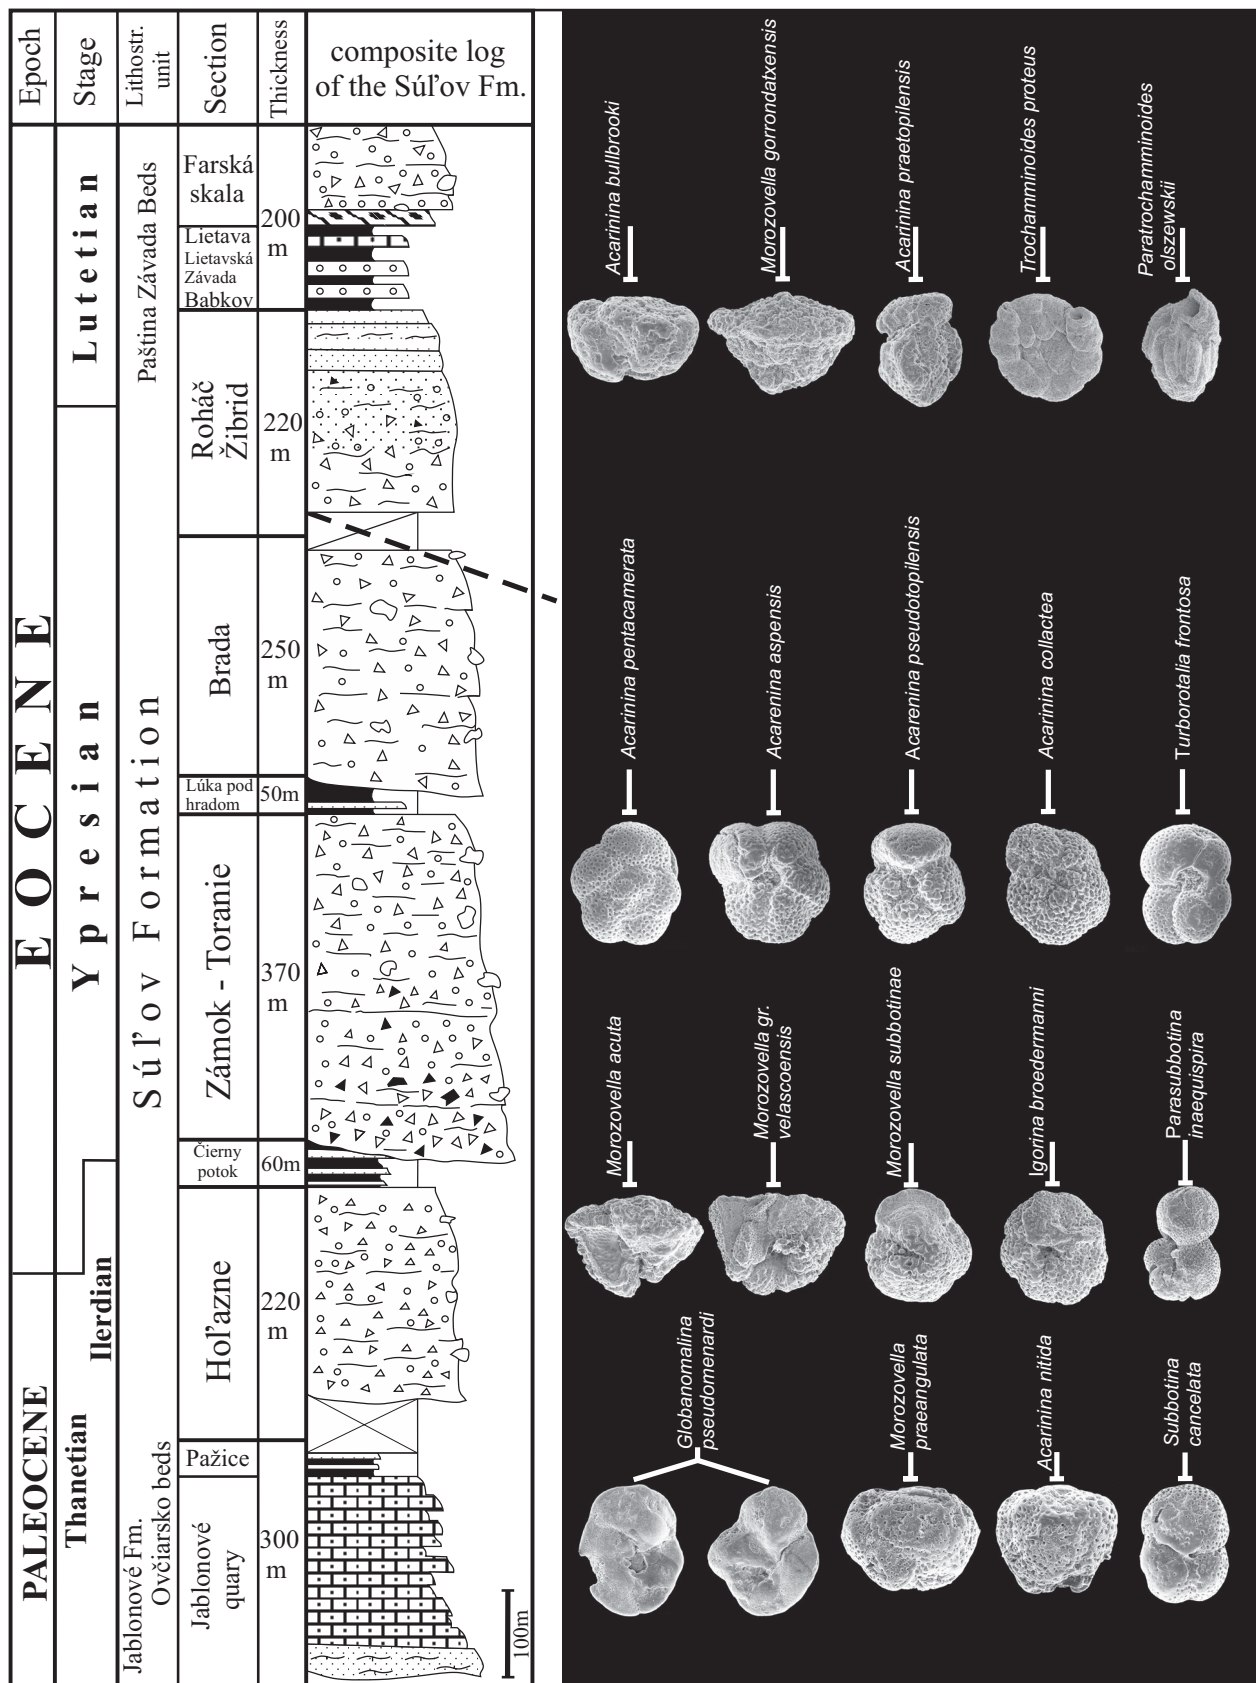 Epoch
Stage
Lithostr.
unit
Section
Thickness
composite log
of the Súľov Fm.
EOCENE
PALEOCENE
Lutetian
Ypresian
Ilerdian
Thanetian
Paština Závada Beds
Súľov Formation
Jablonové Fm.
Ovčiarsko beds
Farská
skala
Lietava
Lietavská
Závada
Babkov
200
m
Roháč
Žibrid
220
m
Brada
250
m
Lúka pod
hradom
50m
Zámok - Toranie
370
m
Čierny
potok
60m
Hoľazne
220
m
Pažice
Jablonové
quary
300
m
100m
Acarinina bullbrooki
Morozovella gorrondatxensis
Acarinina praetopilensis
Trochamminoides proteus
Paratrochamminoides
olszewskii
Acarinina pentacamerata
Acarenina aspensis
Acarenina pseudotopilensis
Acarinina collactea
Turborotalia frontosa
Morozovella acuta
Morozovella gr.
velascoensis
Morozovella subbotinae
Igorina broedermanni
Parasubbotina
inaequispira
Globanomalina
pseudomenardi
Morozovella
praeangulata
Acarinina nitida
Subbotina
cancelata